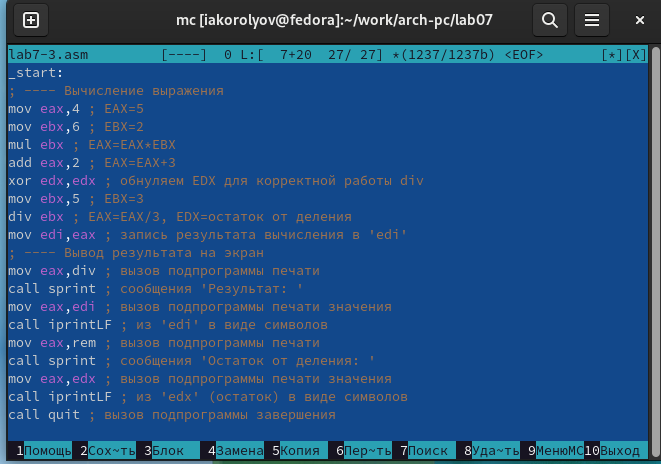 mc [iakorolyov@fedora]:~/work/arch-pc/lab07
lab7-3.asm [----] 0 L:[ 7+20 27/ 27] *(1237/1237b) <EOF> [*][X]
_start:
; ---- Вычисление выражения
mov eax,4 ; EAX=5
mov ebx,6 ; EBX=2
mul ebx ; EAX=EAX*EBX
add eax,2 ; EAX=EAX+3
xor edx,edx ; обнуляем EDX для корректной работы div
mov ebx,5 ; EBX=3
div ebx ; EAX=EAX/3, EDX=остаток от деления
mov edi,eax ; запись результата вычисления в 'edi'
; ---- Вывод результата на экран
mov eax,div ; вызов подпрограммы печати
call sprint ; сообщения 'Результат: '
mov eax,edi ; вызов подпрограммы печати значения
call iprintLF ; из 'edi' в виде символов
mov eax,rem ; вызов подпрограммы печати
call sprint ; сообщения 'Остаток от деления: '
mov eax,edx ; вызов подпрограммы печати значения
call iprintLF ; из 'edx' (остаток) в виде символов
call quit ; вызов подпрограммы завершения
1Помощь 2Сох~ть 3Блок 4Замена 5Копия 6Пер~ть 7Поиск 8Уда~ть 9МенюМС 10Выход